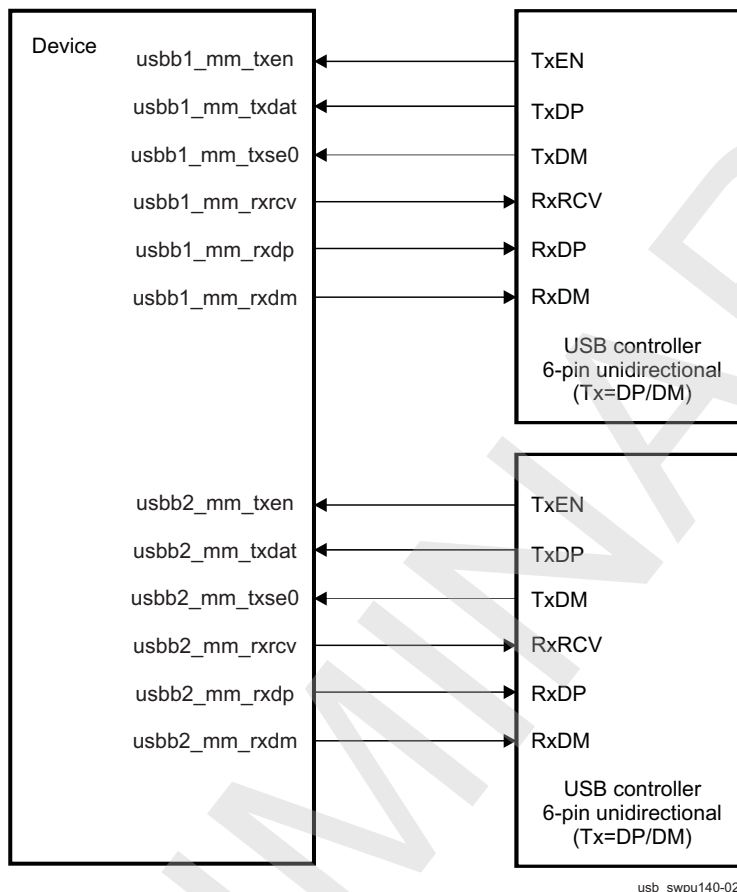 Device
usbb1_mm_txen
TxEN
usbb1_mm_txdat
TxDP
usbb1_mm_txse0
TxDM
usbb1_mm_rxrcv
RxRCV
usbb1_mm_rxdp
RxDP
usbb1_mm_rxdm
RxDM
USB controller
6-pin unidirectional
(Tx=DP/DM)
usbb2_mm_txen
TxEN
usbb2_mm_txdat
TxDP
usbb2_mm_txse0
TxDM
usbb2_mm_rxrcv
RxRCV
usbb2_mm_rxdp
RxDP
usbb2_mm_rxdm
RxDM
USB controller
6-pin unidirectional
(Tx=DP/DM)
usb_swpu140-02